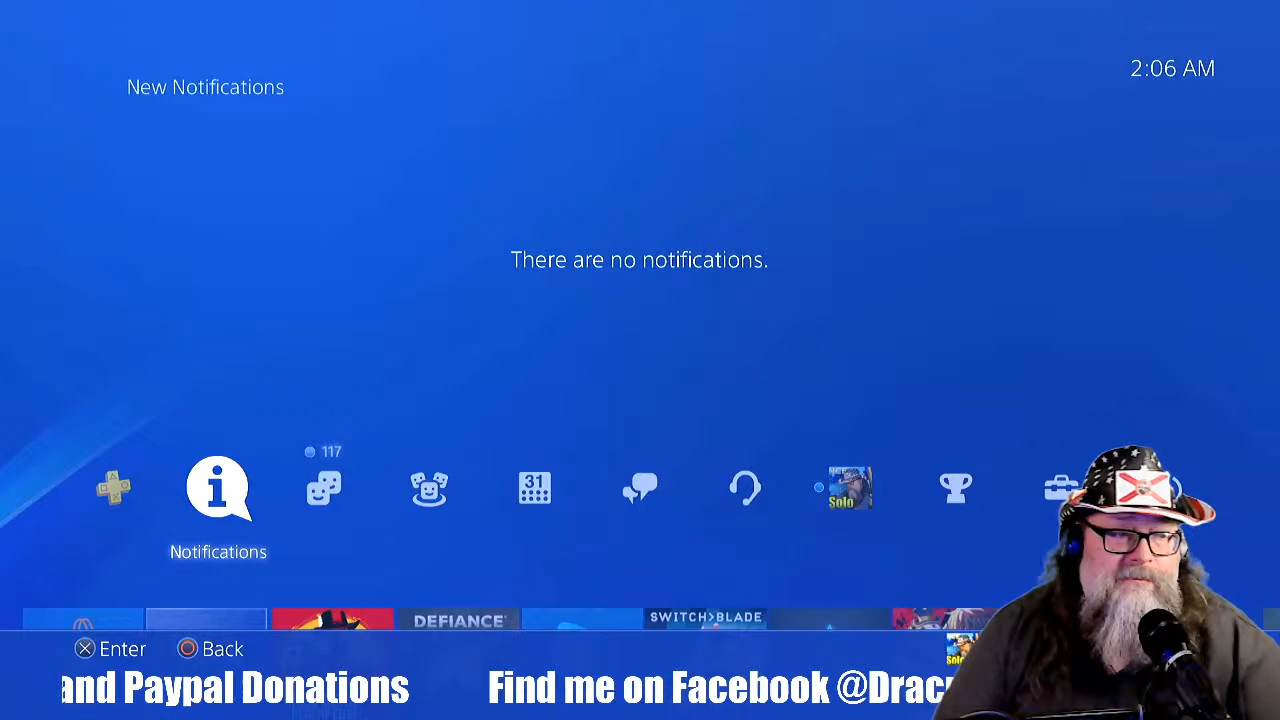 New Notifications
2:06 AM
There are no notifications.
117
31
Solo
Notifications
DEFIANCE
SWITCH>BLADE
Enter
Back
and Paypal Donations
Find me on Facebook